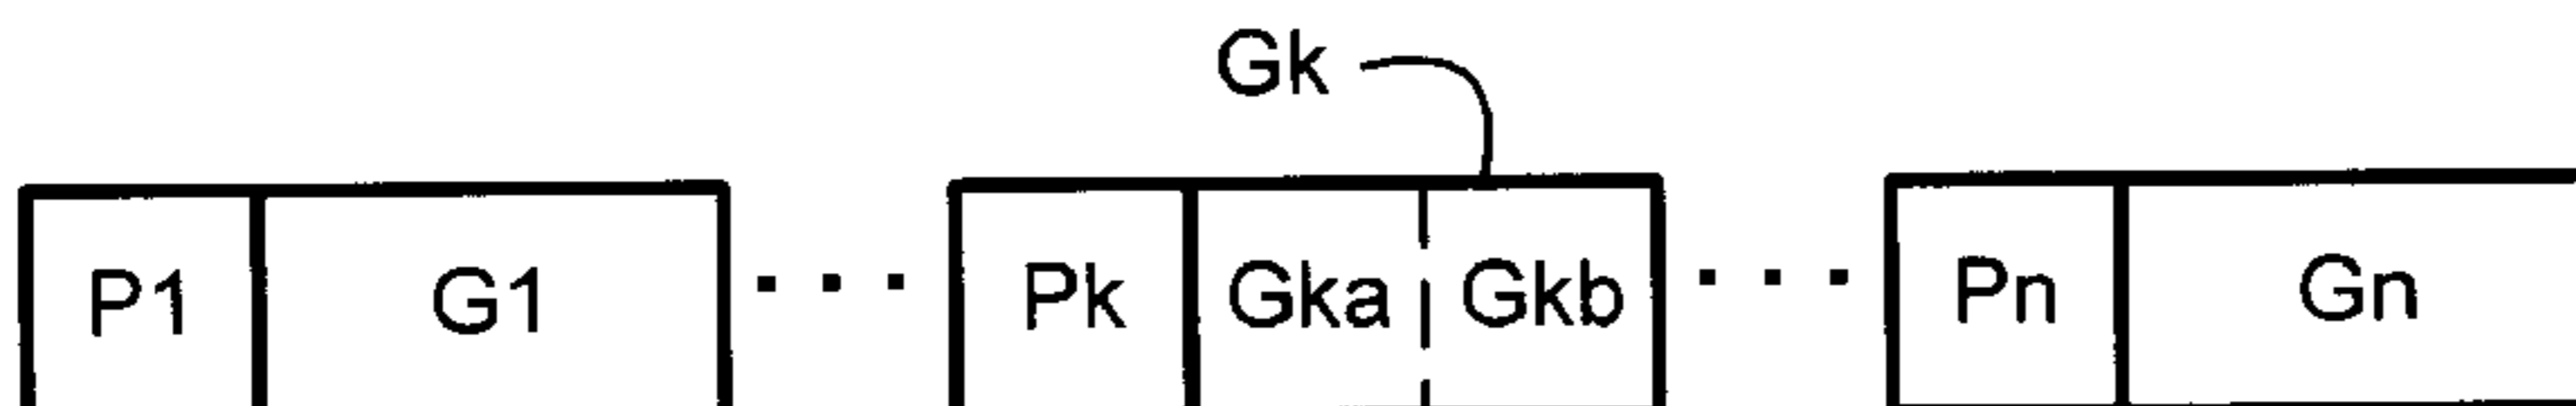 Gk
P1 G1 ... Pk Gka Gkb ... Pn Gn